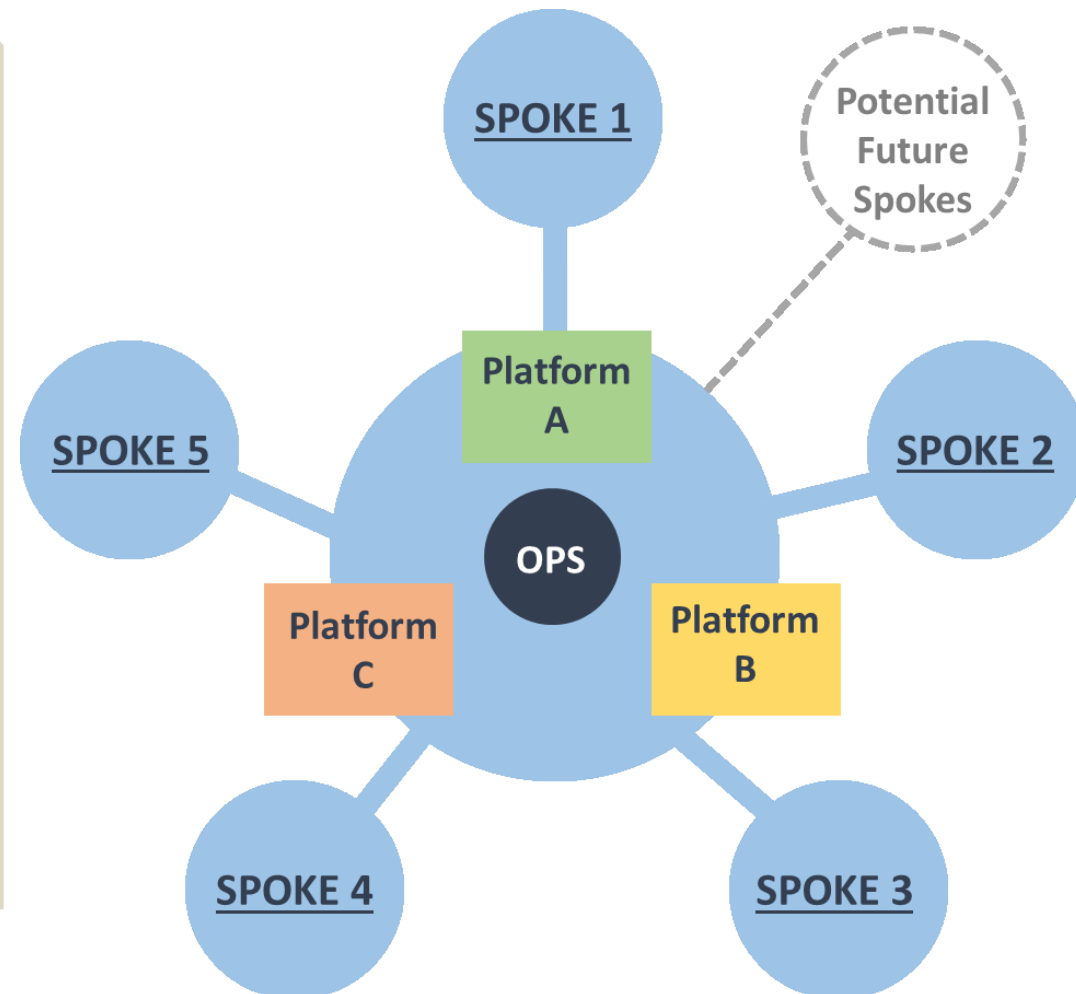 SPOKE 1
Potential
Future
Spokes
Platform
A
SPOKE 5
SPOKE 2
OPS
Platform
C
Platform
B
SPOKE 4
SPOKE 3